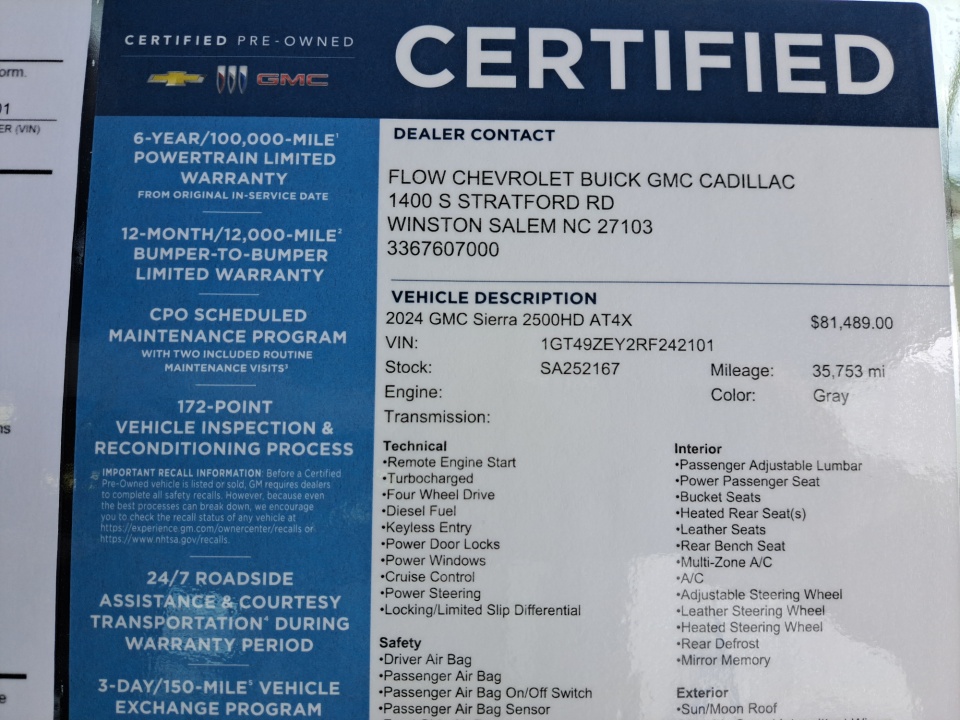 orm.
ER (VIN)
CERTIFIED PRE-OWNED
GMC
CERTIFIED
6-YEAR/100,000-MILE¹
POWERTRAIN LIMITED
WARRANTY
FROM ORIGINAL IN-SERVICE DATE
12-MONTH/12,000-MILE²
BUMPER-TO-BUMPER
LIMITED WARRANTY
CPO SCHEDULED
MAINTENANCE PROGRAM
WITH TWO INCLUDED ROUTINE
MAINTENANCE VISITS³
172-POINT
VEHICLE INSPECTION &
RECONDITIONING PROCESS
IMPORTANT RECALL INFORMATION: Before a Certified
Pre-Owned vehicle is listed or sold, GM requires dealers
to complete all safety recalls. However, because even
the best processes can break down, we encourage
you to check the recall status of any vehicle at
https://experience.gm.com/ownercenter/recalls or
https://www.nhtsa.gov/recalls.
24/7 ROADSIDE
ASSISTANCE & COURTESY
TRANSPORTATION⁴ DURING
WARRANTY PERIOD
3-DAY/150-MILE⁵ VEHICLE
EXCHANGE PROGRAM
DEALER CONTACT
FLOW CHEVROLET BUICK GMC CADILLAC
1400 S STRATFORD RD
WINSTON SALEM NC 27103
3367607000
VEHICLE DESCRIPTION
2024 GMC Sierra 2500HD AT4X $81,489.00
VIN: 1GT49ZEY2RF242101
Stock: SA252167 Mileage: 35,753 mi
Engine: Color: Gray
Transmission:
Technical
•Remote Engine Start
•Turbocharged
•Four Wheel Drive
•Diesel Fuel
•Keyless Entry
•Power Door Locks
•Power Windows
•Cruise Control
•Power Steering
•Locking/Limited Slip Differential
Safety
•Driver Air Bag
•Passenger Air Bag
•Passenger Air Bag On/Off Switch
•Passenger Air Bag Sensor
Interior
•Passenger Adjustable Lumbar
•Power Passenger Seat
•Bucket Seats
•Heated Rear Seat(s)
•Leather Seats
•Rear Bench Seat
•Multi-Zone A/C
•A/C
•Adjustable Steering Wheel
•Leather Steering Wheel
•Heated Steering Wheel
•Rear Defrost
•Mirror Memory
Exterior
•Sun/Moon Roof